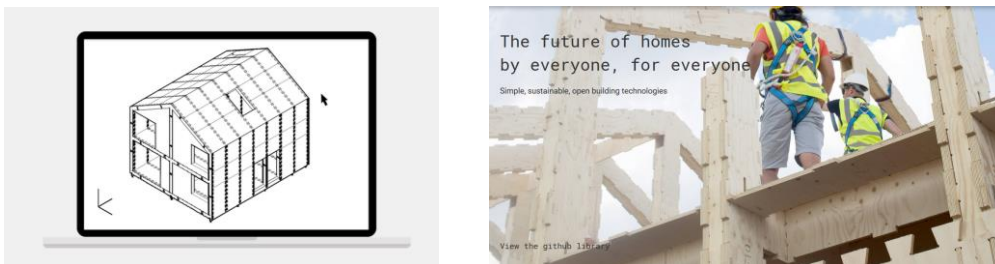 The future of homes
by everyone, for everyone
Simple, sustainable, open building technologies
View the github library